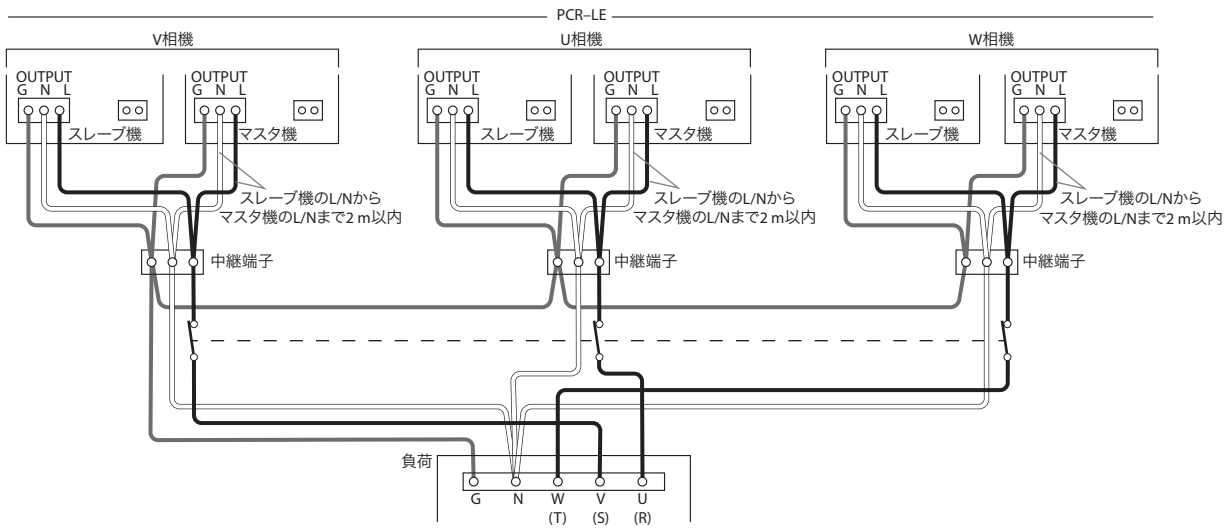 PCR–LE
V相機
U相機
W相機
OUTPUT
G N L
スレーブ機
OUTPUT
G N L
マスタ機
OUTPUT
G N L
スレーブ機
OUTPUT
G N L
マスタ機
OUTPUT
G N L
スレーブ機
OUTPUT
G N L
マスタ機
スレーブ機のL/Nから
マスタ機のL/Nまで2 m以内
スレーブ機のL/Nから
マスタ機のL/Nまで2 m以内
スレーブ機のL/Nから
マスタ機のL/Nまで2 m以内
中継端子
中継端子
中継端子
負荷
G N W V U
(T) (S) (R)